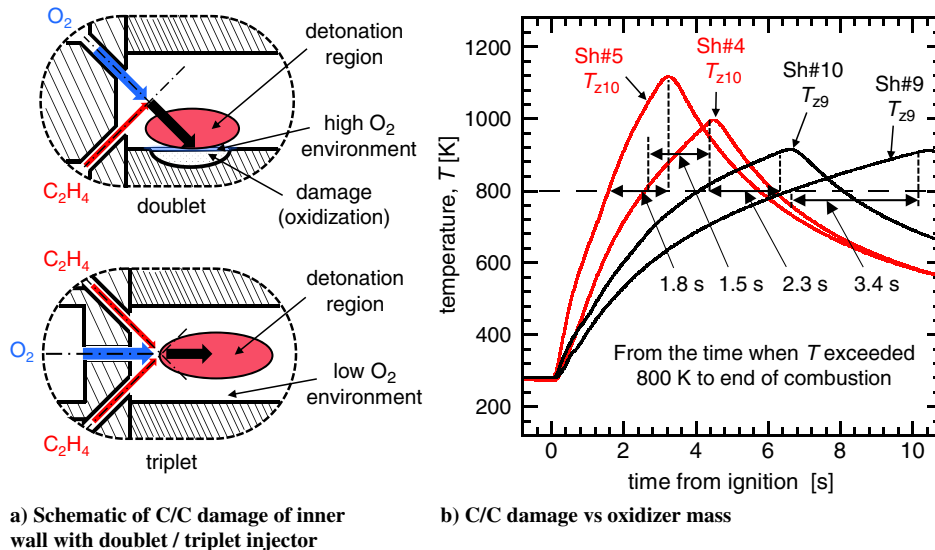 O2
detonation
region
high O2
environment
damage
(oxidization)
C2H4
doublet
C2H4
detonation
region
O2
low O2
environment
C2H4
triplet
a) Schematic of C/C damage of inner
wall with doublet / triplet injector
1200
1000
800
600
400
200
temperature, T [K]
Sh#5
Tz10
Sh#4
Tz10
Sh#10
Tz9
Sh#9
Tz9
1.8 s
1.5 s
2.3 s
3.4 s
From the time when T exceeded
800 K to end of combustion
0
2
4
6
8
10
time from ignition [s]
b) C/C damage vs oxidizer mass